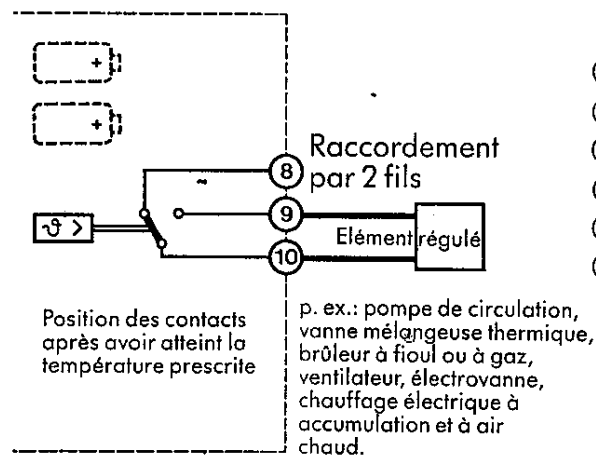 +
+
8
Raccordement
par 2 fils
9
ϑ >
Elément régulé
10
Position des contacts
après avoir atteint la
température prescrite
p. ex.: pompe de circulation,
vanne mélangeuse thermique,
brûleur à fioul ou à gaz,
ventilateur, électrovanne,
chauffage électrique à
accumulation et à air
chaud.